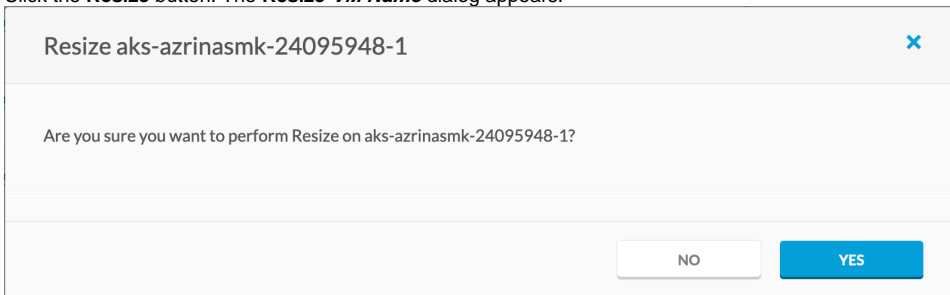 Click the Resize button. The Resize VM Name dialog appears.
Resize aks-azrinasmk-24095948-1
×
Are you sure you want to perform Resize on aks-azrinasmk-24095948-1?
NO YES